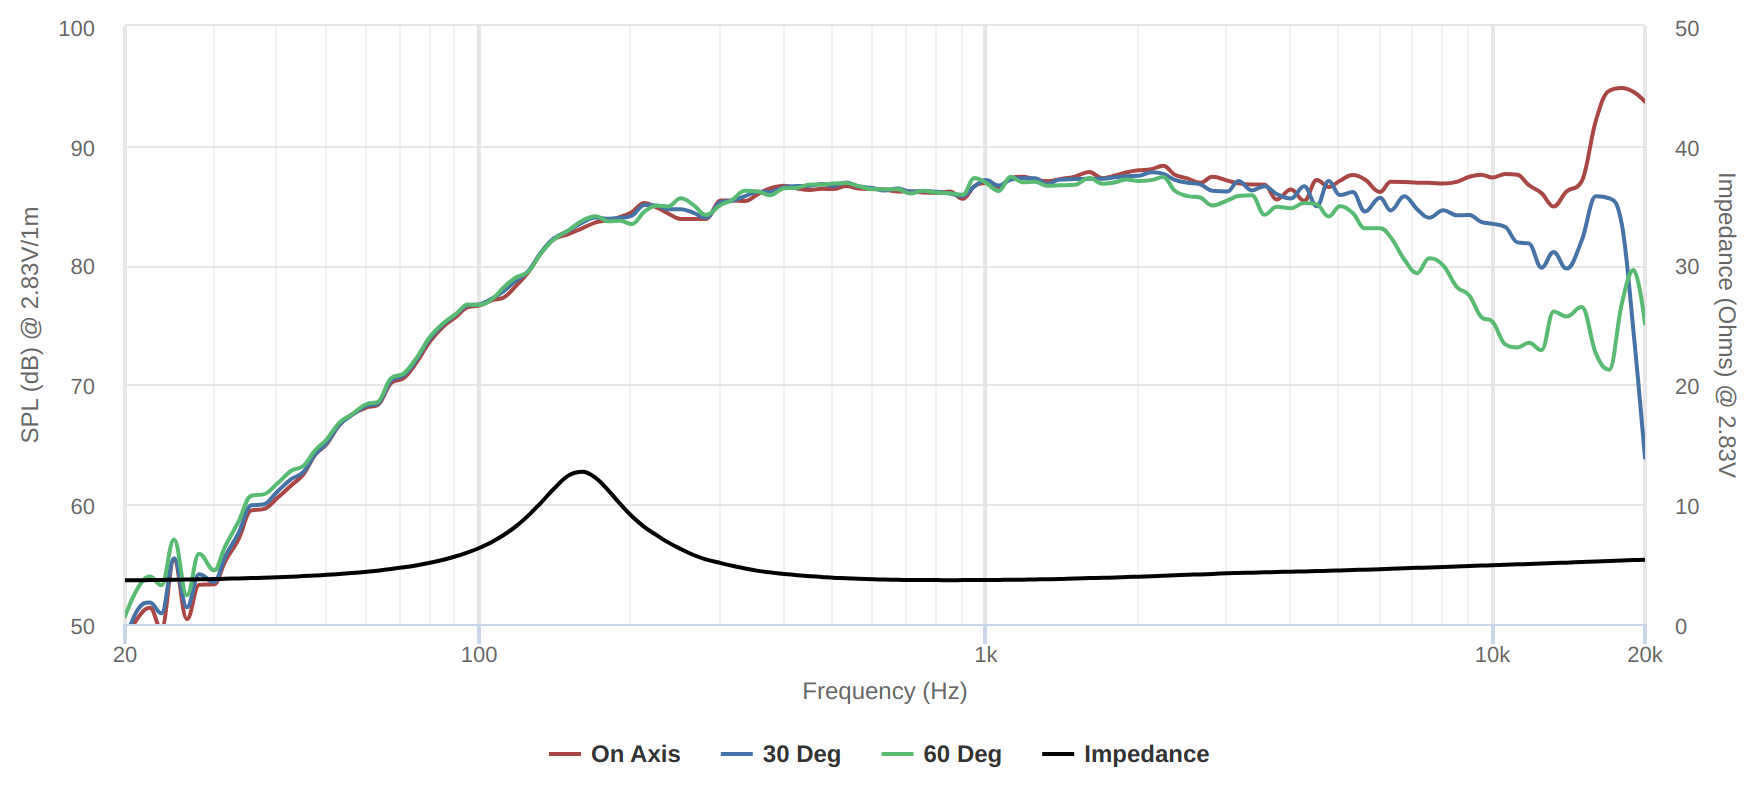 100
90
80
70
60
50
SPL (dB) @ 2.83V/1m
50
40
30
20
10
0
Impedance (Ohms) @ 2.83V
20
100
1k
10k
20k
Frequency (Hz)
On Axis
30 Deg
60 Deg
Impedance